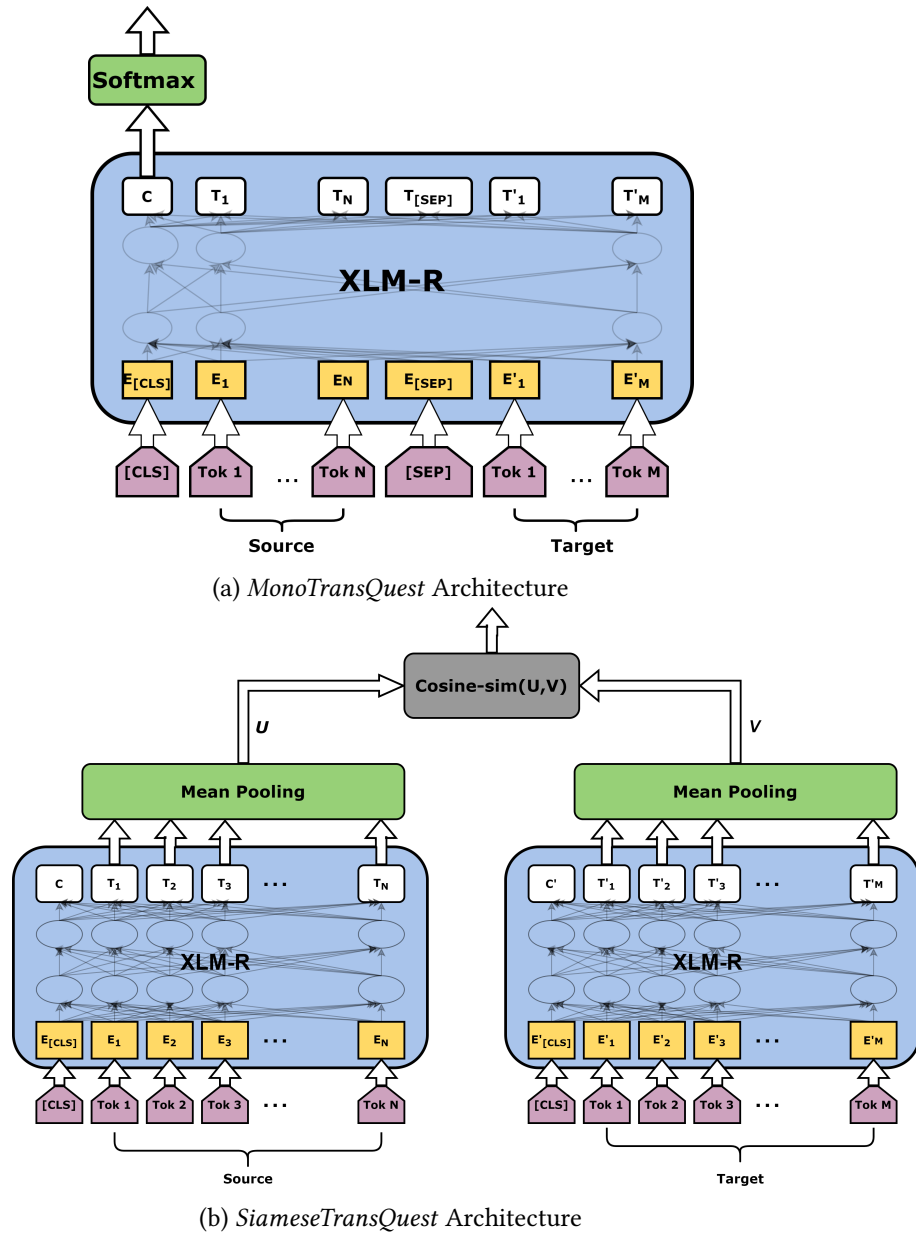 Softmax
C T1 TN T[SEP] T'1 T'M
XLM-R
E[CLS] E1 EN E[SEP] E'1 E'M
[CLS] Tok 1 ... Tok N [SEP] Tok 1 ... Tok M
Source Target
(a) MonoTransQuest Architecture
Cosine-sim(U,V)
U V
Mean Pooling Mean Pooling
C T1 T2 T3 ... TN C' T'1 T'2 T'3 ... T'M
XLM-R XLM-R
E[CLS] E1 E2 E3 ... EN E'[CLS] E'1 E'2 E'3 ... E'M
[CLS] Tok 1 Tok 2 Tok 3 ... Tok N [CLS] Tok 1 Tok 2 Tok 3 ... Tok M
Source Target
(b) SiameseTransQuest Architecture